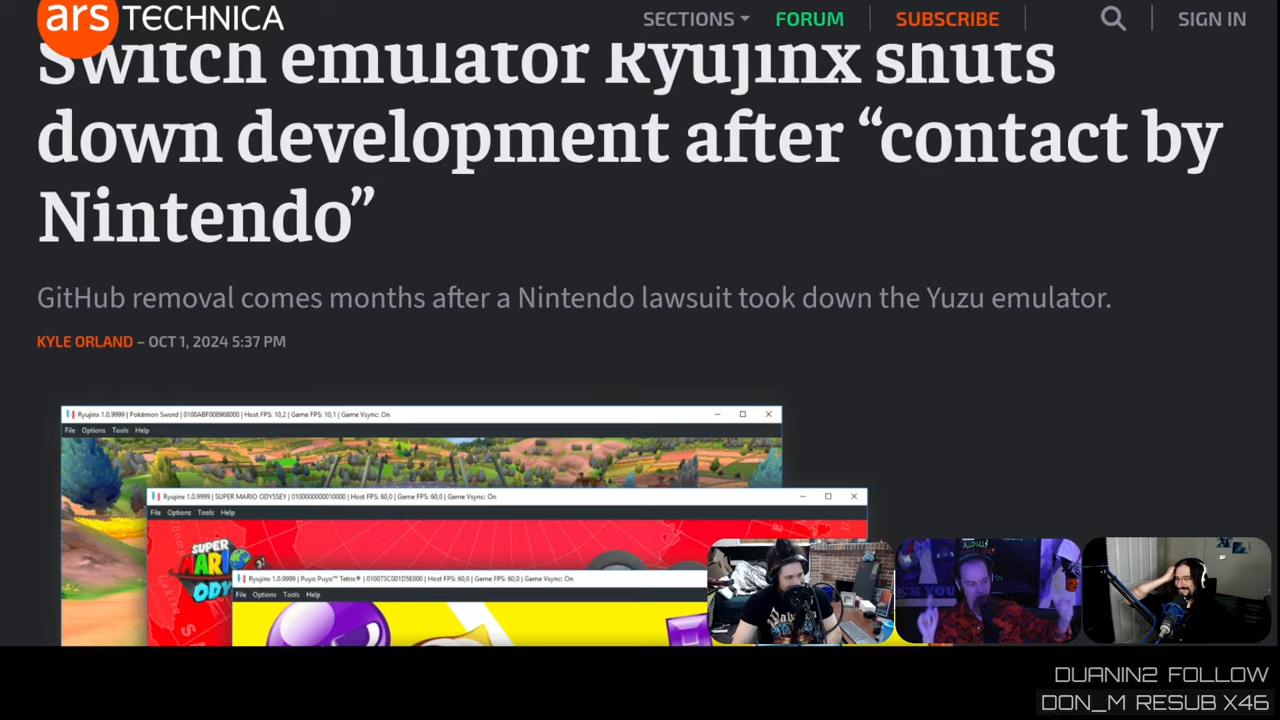 ars TECHNICA
SECTIONS FORUM SUBSCRIBE SIGN IN
Switch emulator Ryujinx shuts
down development after “contact by
Nintendo”
GitHub removal comes months after a Nintendo lawsuit took down the Yuzu emulator.
KYLE ORLAND – OCT 1, 2024 5:37 PM
Ryujinx 1.0.9999 | Pokémon Sword | 0100ABF008968000 | Host FPS: 10,2 | Game FPS: 10,1 | Game Vsync: On
File Options Tools Help
Ryujinx 1.0.9999 | SUPER MARIO ODYSSEY | 0100000000010000 | Host FPS: 60,0 | Game FPS: 60,0 | Game Vsync: On
File Options Tools Help
SUPER
MARIO
Ryujinx 1.0.9999 | Puyo Puyo™ Tetris® | 010073C001D5E000 | Host FPS: 60,0 | Game FPS: 60,0 | Game Vsync: On
File Options Tools Help
DUANIN2 FOLLOW
DON_M RESUB X46